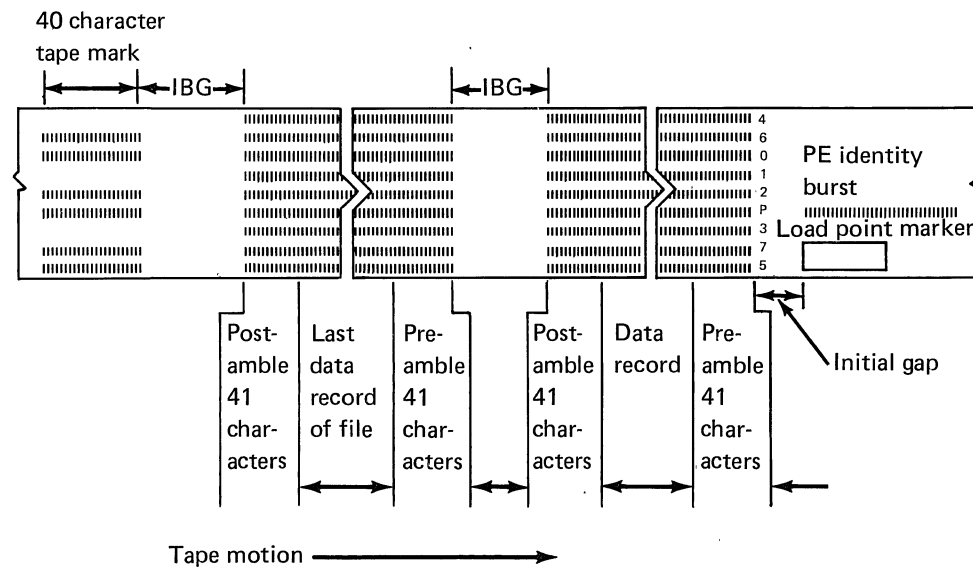 40 character
tape mark
IBG
IBG
4
6
0
1
2
P
3
7
5
PE identity
burst
Load point marker
Post-
amble
41
char-
acters
Last
data
record
of file
Pre-
amble
41
char-
acters
Post-
amble
41
char-
acters
Data
record
Pre-
amble
41
char-
acters
Initial gap
Tape motion